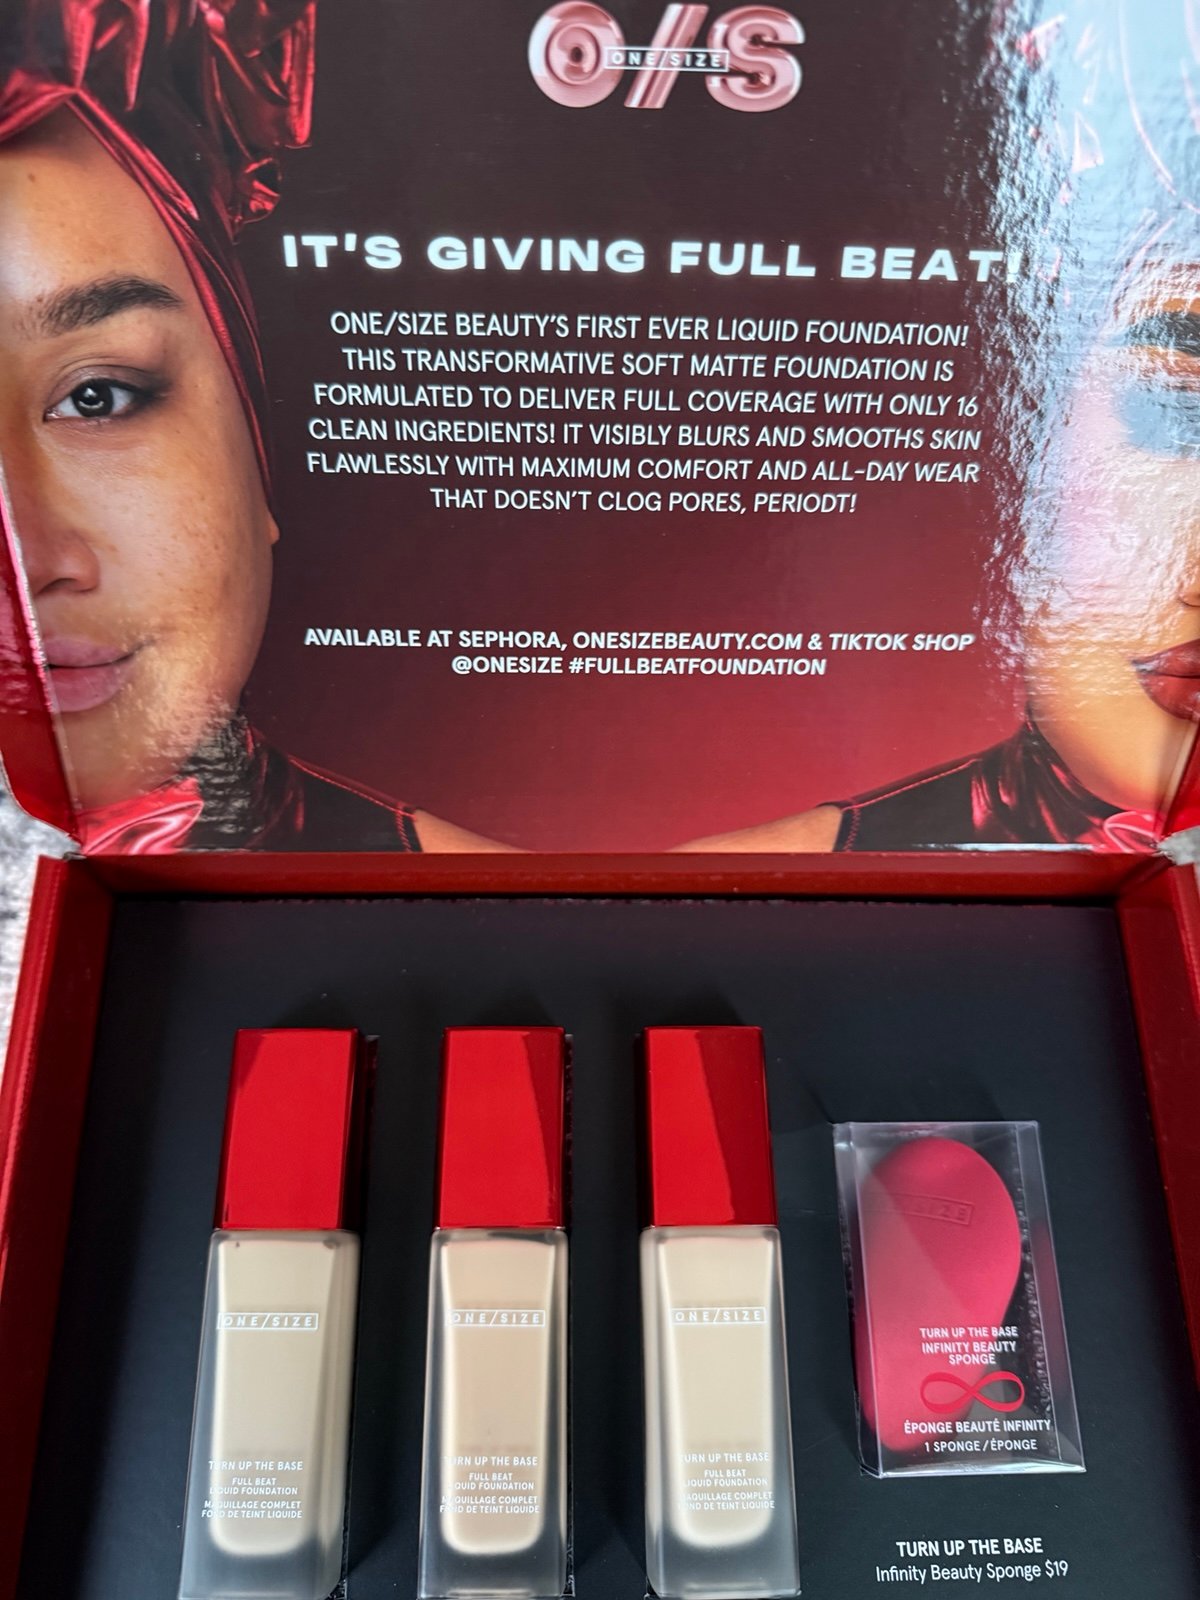 O/S
ONE/SIZE
IT'S GIVING FULL BEAT!
ONE/SIZE BEAUTY'S FIRST EVER LIQUID FOUNDATION!
THIS TRANSFORMATIVE SOFT MATTE FOUNDATION IS
FORMULATED TO DELIVER FULL COVERAGE WITH ONLY 16
CLEAN INGREDIENTS! IT VISIBLY BLURS AND SMOOTHS SKIN
FLAWLESSLY WITH MAXIMUM COMFORT AND ALL-DAY WEAR
THAT DOESN'T CLOG PORES, PERIODT!
AVAILABLE AT SEPHORA, ONESIZEBEAUTY.COM & TIKTOK SHOP
@ONESIZE #FULLBEATFOUNDATION
ONE/SIZE
TURN UP THE BASE
FULL BEAT
LIQUID FOUNDATION
MAQUILLAGE COMPLET
FOND DE TEINT LIQUIDE
ONE/SIZE
TURN UP THE BASE
FULL BEAT
LIQUID FOUNDATION
MAQUILLAGE COMPLET
FOND DE TEINT LIQUIDE
ONE/SIZE
TURN UP THE BASE
FULL BEAT
LIQUID FOUNDATION
MAQUILLAGE COMPLET
FOND DE TEINT LIQUIDE
ONE/SIZE
TURN UP THE BASE
INFINITY BEAUTY
SPONGE
ÉPONGE BEAUTÉ INFINITY
1 SPONGE / ÉPONGE
TURN UP THE BASE
Infinity Beauty Sponge $19